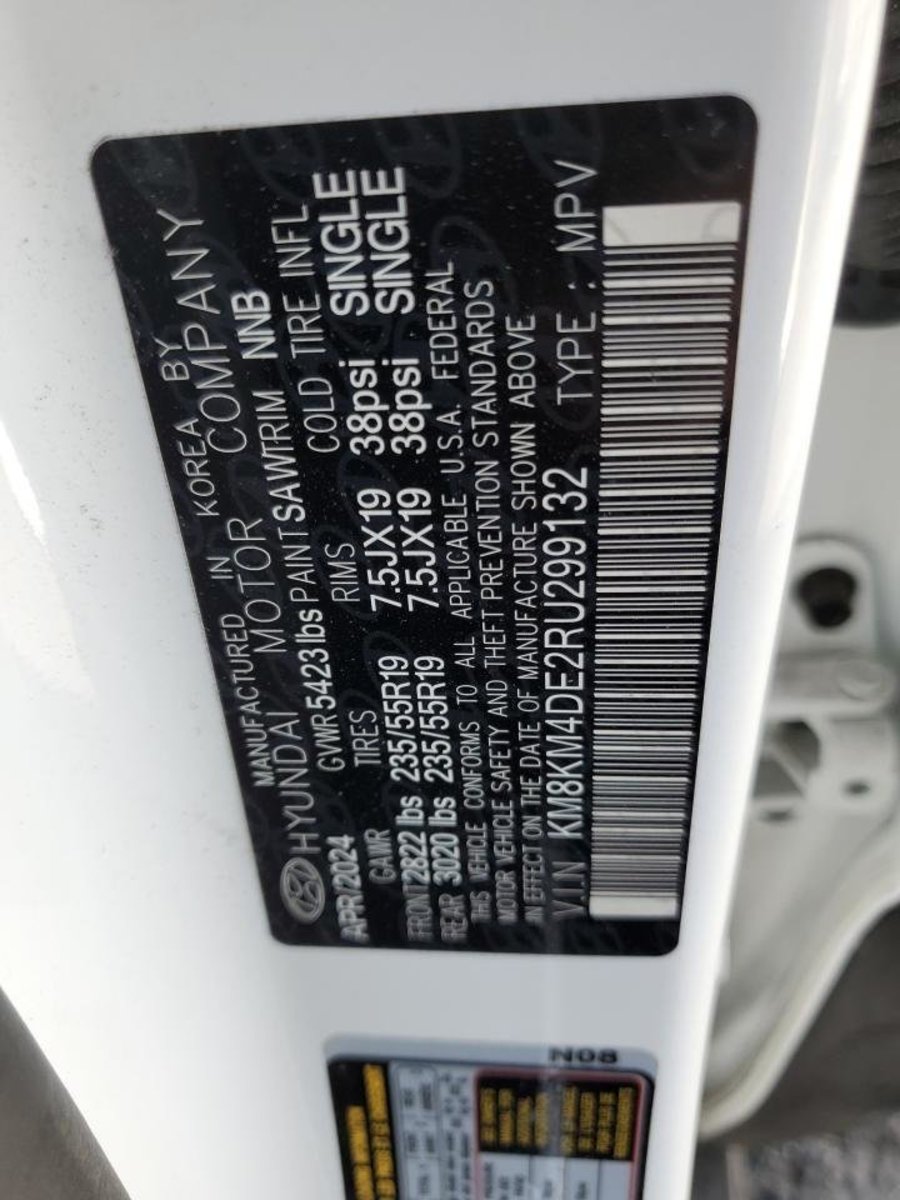 MANUFACTURED IN KOREA BY
HYUNDAI MOTOR COMPANY
APR/2024 GVWR 5423 lbs PAINT SAW TRIM NNB
GAWR TIRES RIMS COLD TIRE INFL
FRONT 2822 lbs 235/55R19 7.5JX19 38psi SINGLE
REAR 3020 lbs 235/55R19 7.5JX19 38psi SINGLE
THIS VEHICLE CONFORMS TO ALL APPLICABLE U.S.A. FEDERAL
MOTOR VEHICLE SAFETY AND THEFT PREVENTION STANDARDS
IN EFFECT ON THE DATE OF MANUFACTURE SHOWN ABOVE
V.I.N KM8KM4DE2RU299132 TYPE : MPV
N08